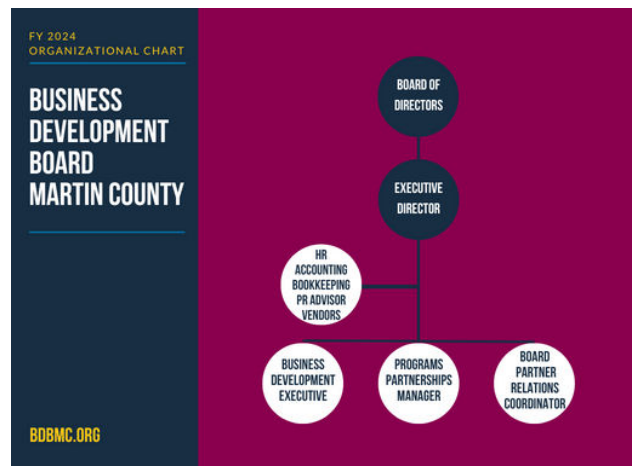 FY 2024
ORGANIZATIONAL CHART
BUSINESS
DEVELOPMENT
BOARD
MARTIN COUNTY
BDBMC.ORG
BOARD OF
DIRECTORS
EXECUTIVE
DIRECTOR
HR
ACCOUNTING
BOOKKEEPING
PR ADVISOR
VENDORS
BUSINESS
DEVELOPMENT
EXECUTIVE
PROGRAMS
PARTNERSHIPS
MANAGER
BOARD
PARTNER
RELATIONS
COORDINATOR